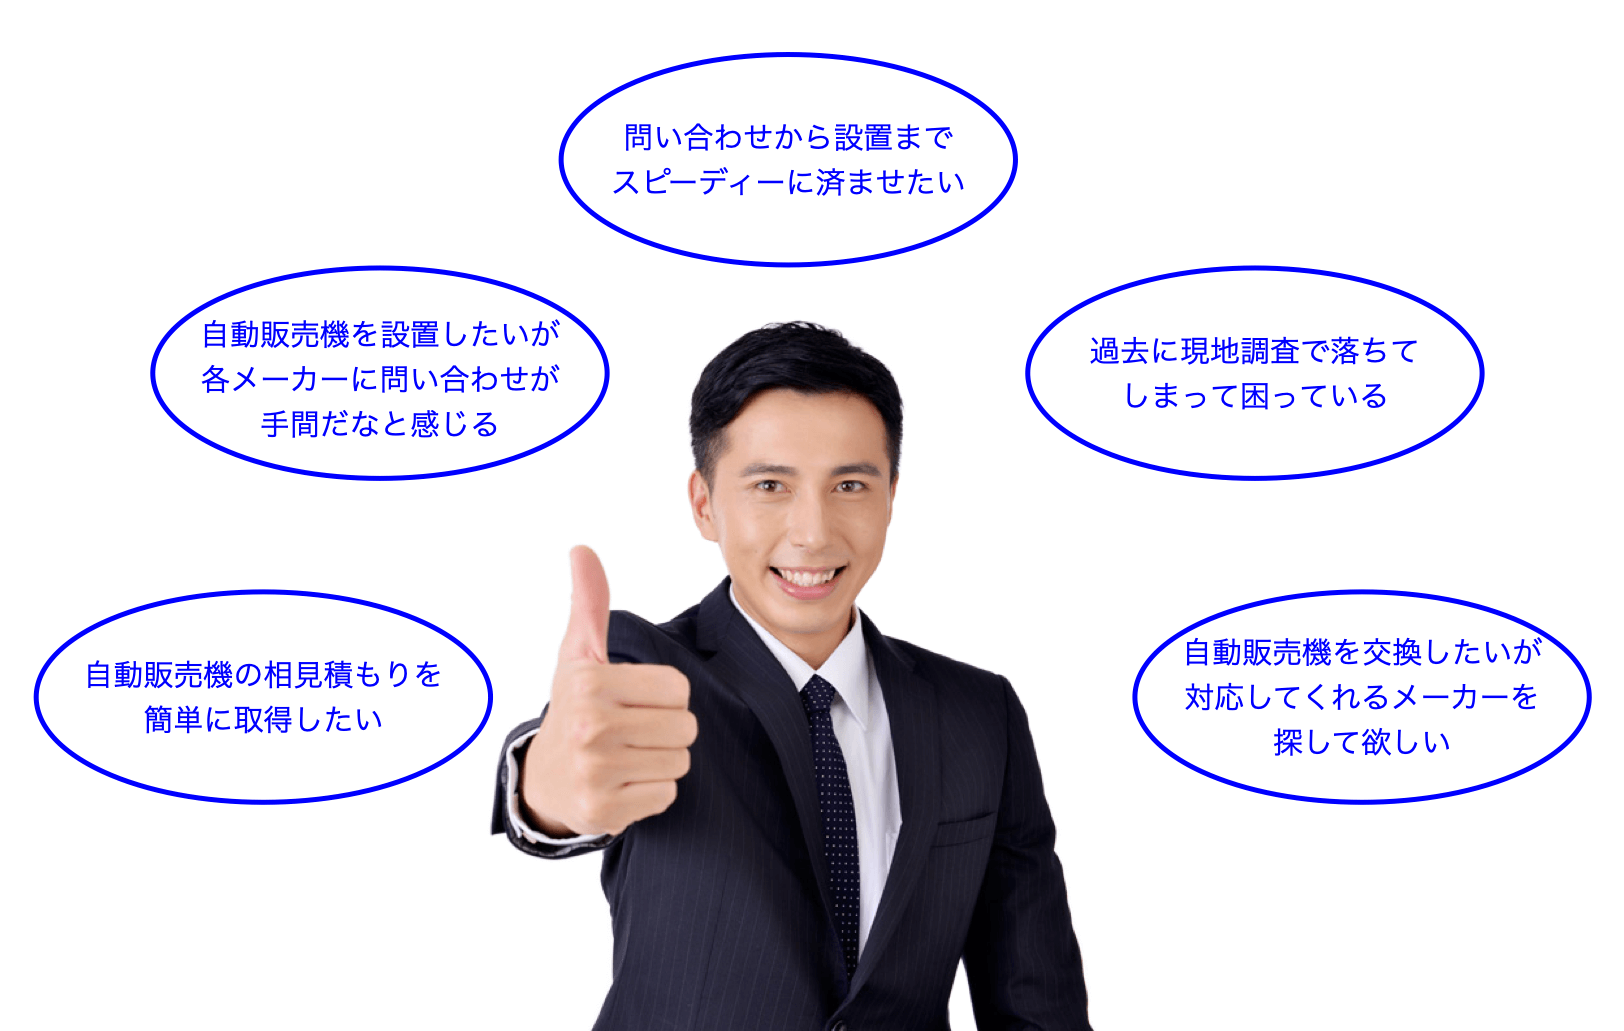 問い合わせから設置まで
スピーディーに済ませたい
自動販売機を設置したいが
各メーカーに問い合わせが
手間だなと感じる
過去に現地調査で落ちて
しまって困っている
自動販売機の相見積もりを
簡単に取得したい
自動販売機を交換したいが
対応してくれるメーカーを
探して欲しい